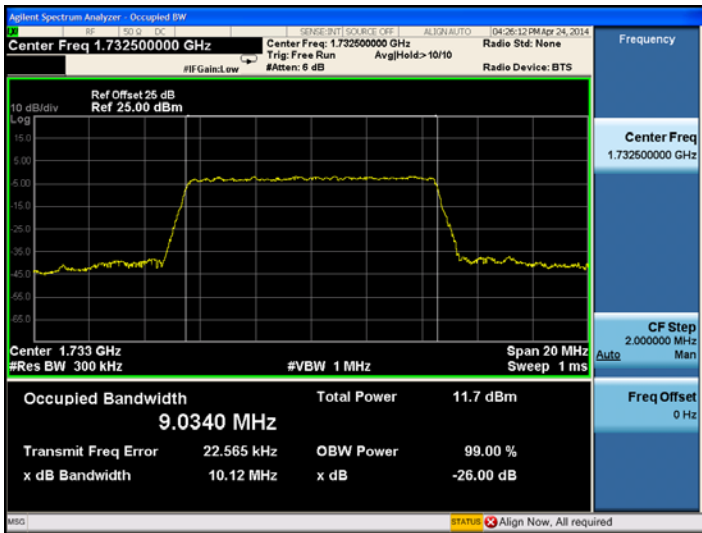 Agilent Spectrum Analyzer - Occupied BW
RF 50 Ω DC SENSE:INT SOURCE OFF ALIGN AUTO 04:26:12 PM Apr 24, 2014
Center Freq 1.732500000 GHz
Center Freq: 1.732500000 GHz
Radio Std: None
Trig: Free Run Avg|Hold:> 10/10
#IFGain:Low
#Atten: 6 dB
Radio Device: BTS
Frequency
Ref Offset 25 dB
10 dB/div Ref 25.00 dBm
Log
15.0
5.00
-5.00
-15.0
-25.0
-35.0
-45.0
-55.0
-65.0
Center 1.733 GHz
Span 20 MHz
#Res BW 300 kHz
#VBW 1 MHz
Sweep 1 ms
Occupied Bandwidth
Total Power 11.7 dBm
9.0340 MHz
Transmit Freq Error 22.565 kHz
OBW Power 99.00 %
x dB Bandwidth 10.12 MHz
x dB -26.00 dB
Center Freq
1.732500000 GHz
CF Step
2.000000 MHz
Auto Man
Freq Offset
0 Hz
MSG
STATUS Align Now, All required